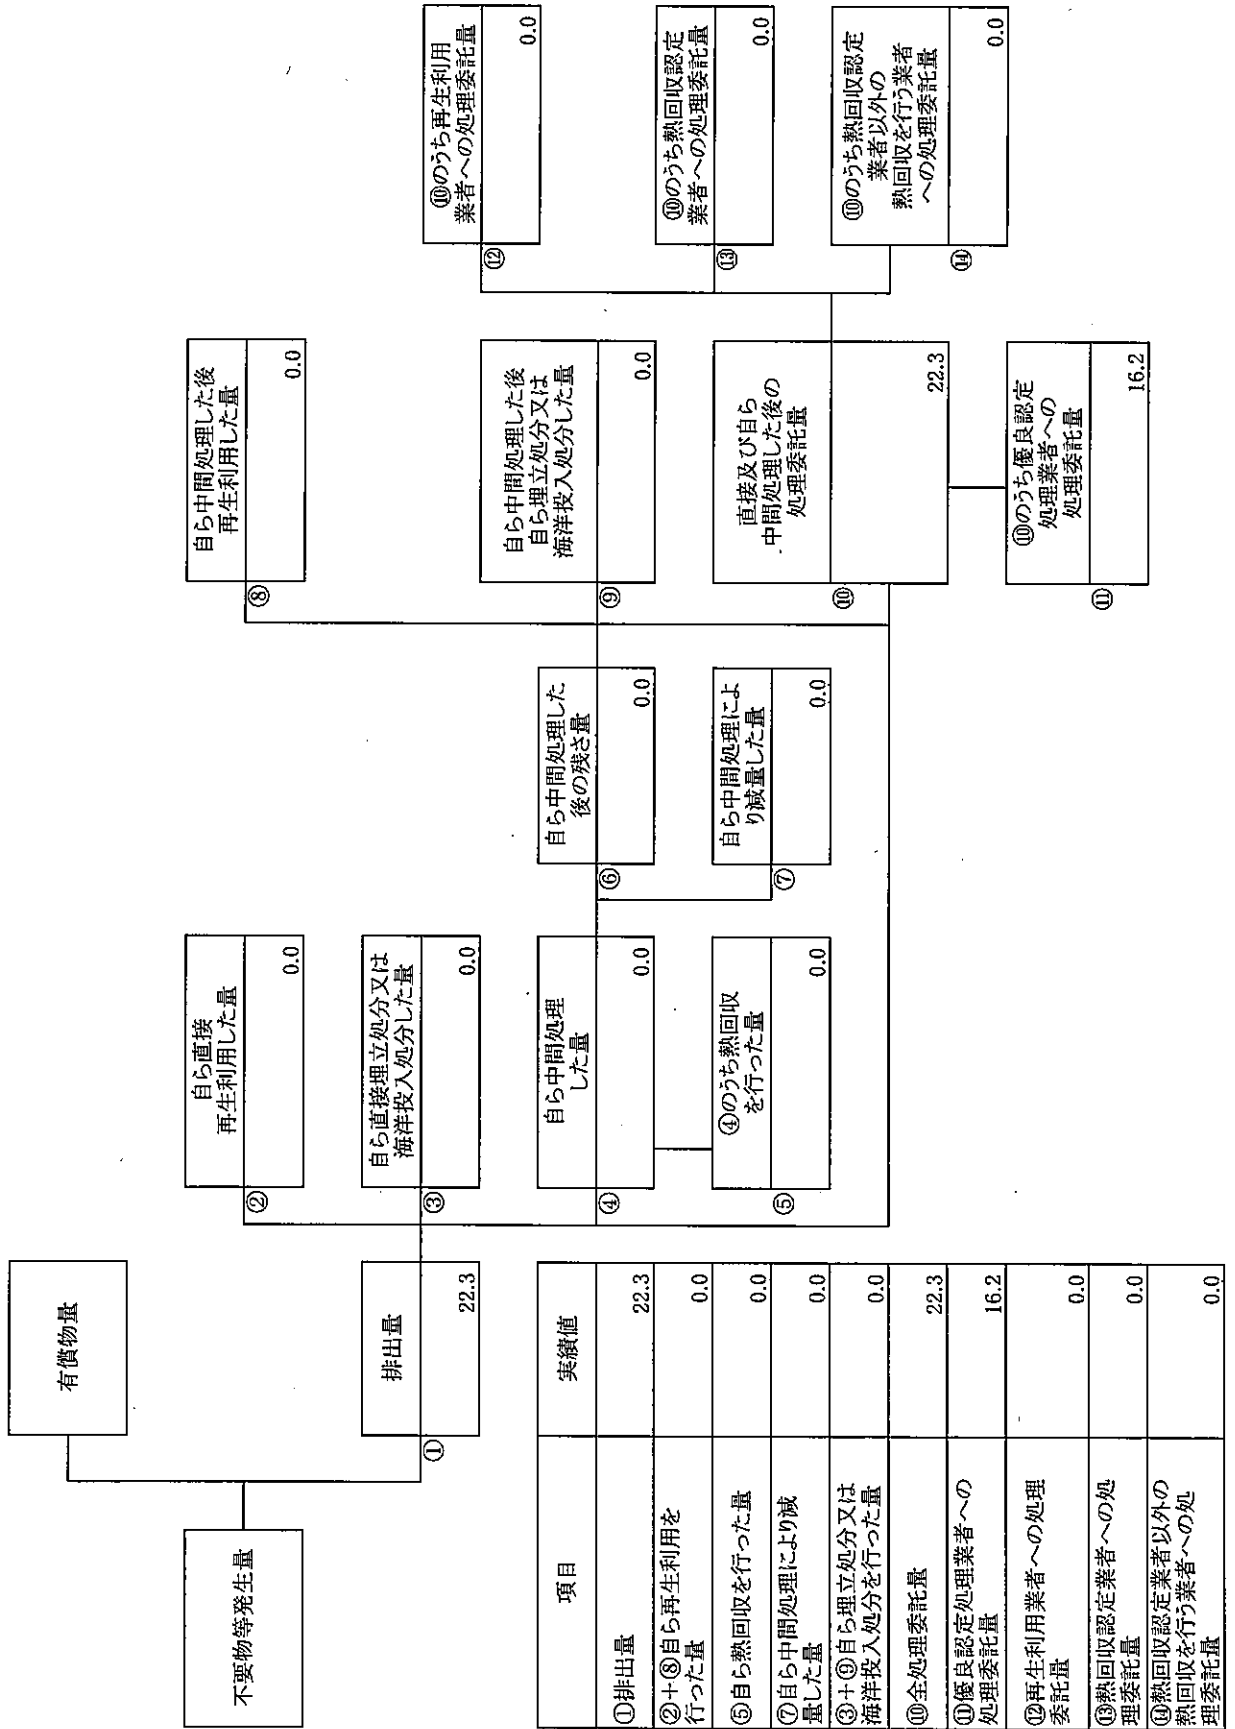 不要物等発生量
有償物量
①
排出量
22.3
②
自ら直接
再生利用した量
0.0
③
自ら直接埋立処分又は
海洋投入処分した量
0.0
④
自ら中間処理
した量
0.0
⑤
④のうち熱回収
を行った量
0.0
⑥
自ら中間処理した
後の残さ量
0.0
⑦
自ら中間処理によ
り減量した量
0.0
⑧
自ら中間処理した後
再生利用した量
0.0
⑨
自ら中間処理した後
自ら埋立処分又は
海洋投入処分した量
0.0
⑩
直接及び自ら
中間処理した後の
処理委託量
22.3
⑪
⑩のうち優良認定
処理業者への
処理委託量
16.2
⑫
⑩のうち再生利用
業者への処理委託量
0.0
⑬
⑩のうち熱回収認定
業者への処理委託量
0.0
⑭
⑩のうち熱回収認定
業者以外の
熱回収を行う業者
への処理委託量
0.0
項目
実績値
①排出量
22.3
②+⑧自ら再生利用を
行った量
0.0
⑤自ら熱回収を行った量
0.0
⑦自ら中間処理により減
量した量
0.0
③+⑨自ら埋立処分又は
海洋投入処分を行った量
0.0
⑩全処理委託量
22.3
⑪優良認定処理業者への
処理委託量
16.2
⑫再生利用業者への処理
委託量
0.0
⑬熱回収認定業者への処
理委託量
0.0
⑭熱回収認定業者以外の
熱回収を行う業者への処
理委託量
0.0